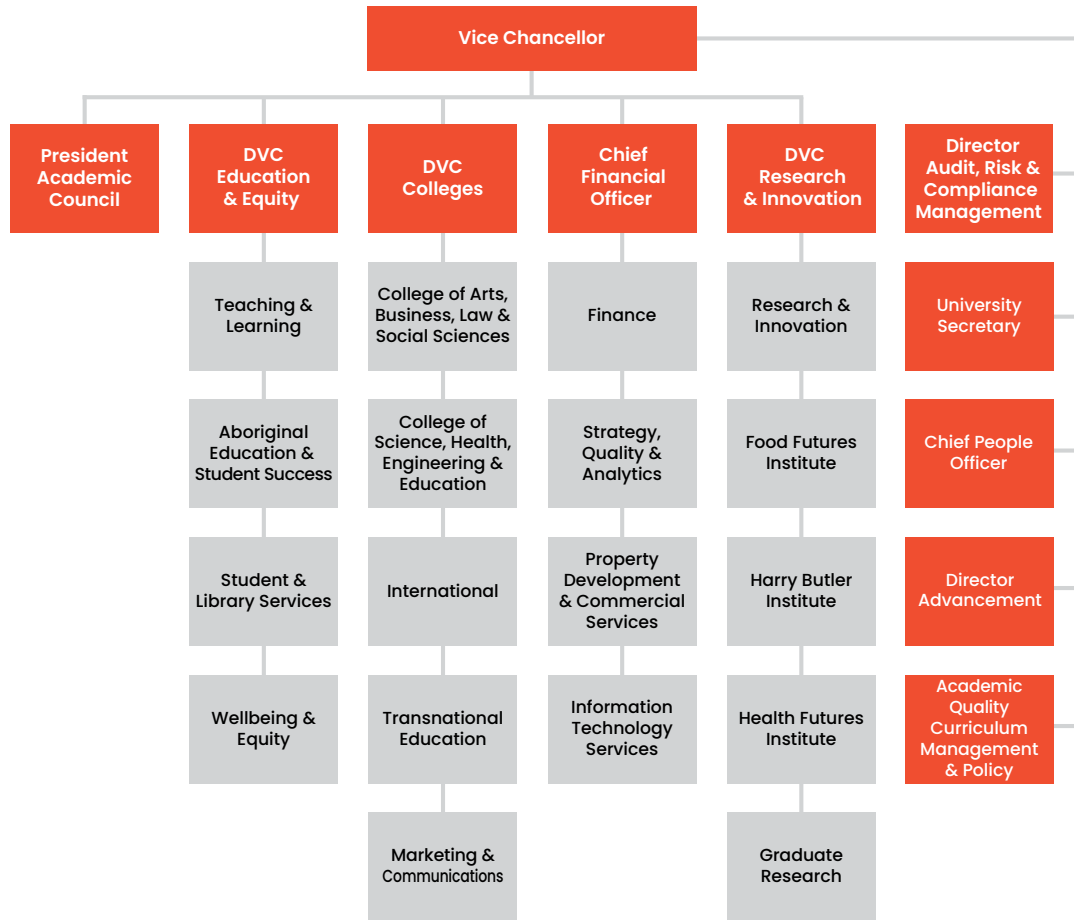 Vice Chancellor
President
Academic
Council
DVC
Education
& Equity
DVC
Colleges
Chief
Financial
Officer
DVC
Research
& Innovation
Director
Audit, Risk &
Compliance
Management
Teaching &
Learning
College of Arts,
Business, Law &
Social Sciences
Finance
Research &
Innovation
University
Secretary
Aboriginal
Education &
Student Success
College of
Science, Health,
Engineering &
Education
Strategy,
Quality &
Analytics
Food Futures
Institute
Chief People
Officer
Student &
Library Services
International
Property
Development
& Commercial
Services
Harry Butler
Institute
Director
Advancement
Wellbeing &
Equity
Transnational
Education
Information
Technology
Services
Health Futures
Institute
Academic
Quality
Curriculum
Management
& Policy
Marketing &
Communications
Graduate
Research